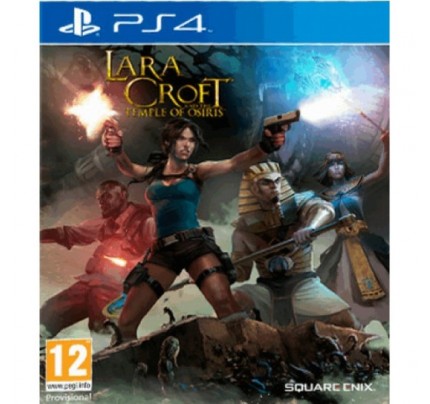 PS4
LARA
CROFT
AND THE
TEMPLE OF OSIRIS
12
www.pegi.info
Provisional
SQUARE ENIX